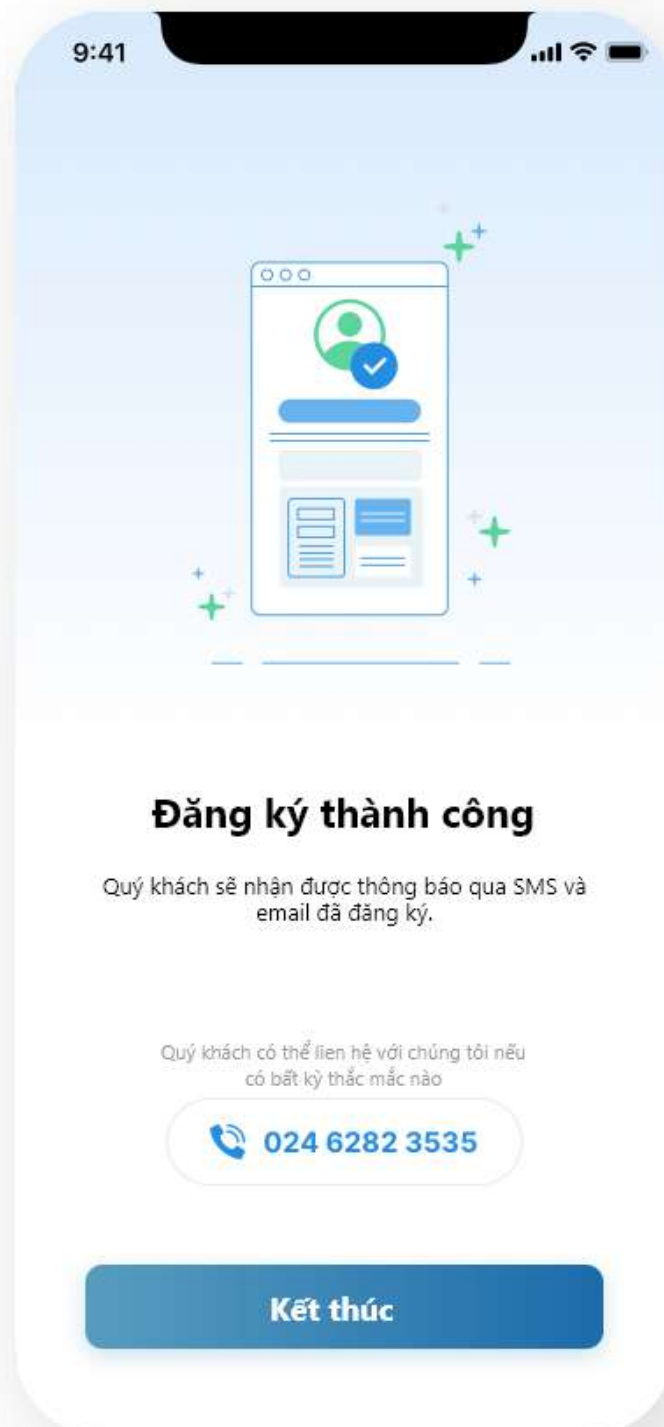 9:41
Đăng ký thành công
Quý khách sẽ nhận được thông báo qua SMS và
email đã đăng ký.
Quý khách có thể lien hệ với chúng tôi nếu
có bất kỳ thắc mắc nào
024 6282 3535
Kết thúc